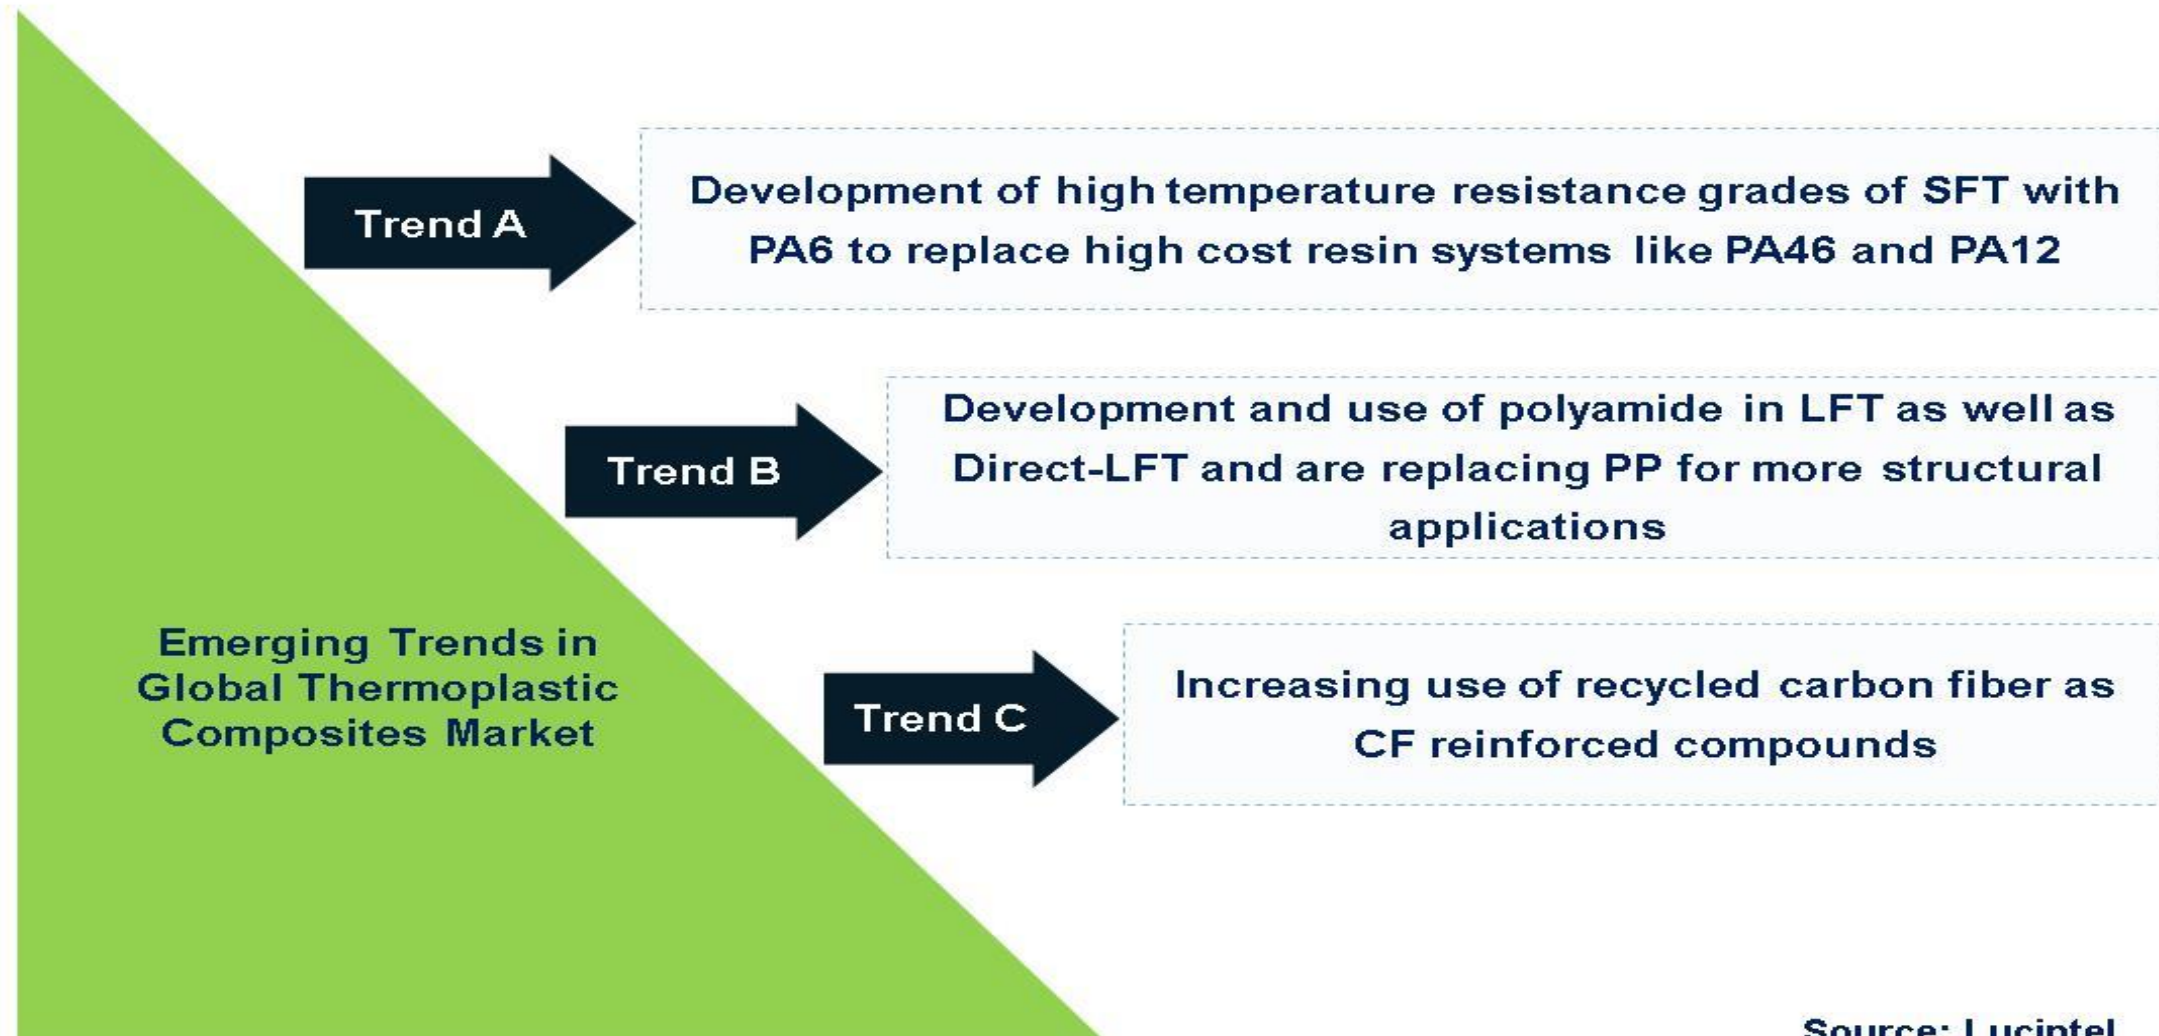 Trend A
Development of high temperature resistance grades of SFT with
PA6 to replace high cost resin systems like PA46 and PA12
Trend B
Development and use of polyamide in LFT as well as
Direct-LFT and are replacing PP for more structural
applications
Emerging Trends in
Global Thermoplastic
Composites Market
Trend C
Increasing use of recycled carbon fiber as
CF reinforced compounds
Source: Lucintel